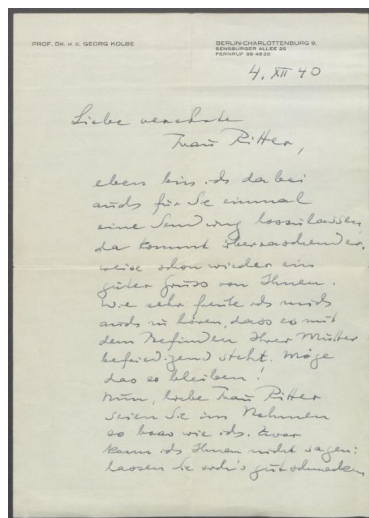 PROF. DR. H. C. GEORG KOLBE
BERLIN-CHARLOTTENBURG 9,
SENSBURGER ALLEE 25
FERNRUF
4. XII 40
Liebe verehrte
Frau Ritter,
eben bin ich dabei
auch für Sie einmal
eine Sendung loszulassen,
da kommt überraschender-
weise schon wieder ein
guter Gruss von Ihnen.
Wie sehr freute ich mich
auch zu hören, dass es mit
dem Befinden Ihrer Mutter
befriedigend steht. Möge
das so bleiben!
Nun, liebe Frau Ritter
seien Sie im Nehmen
so brav wie ich. Zwar
kann ich Ihnen nicht sagen:
lassen Sie sich's gut schmecken